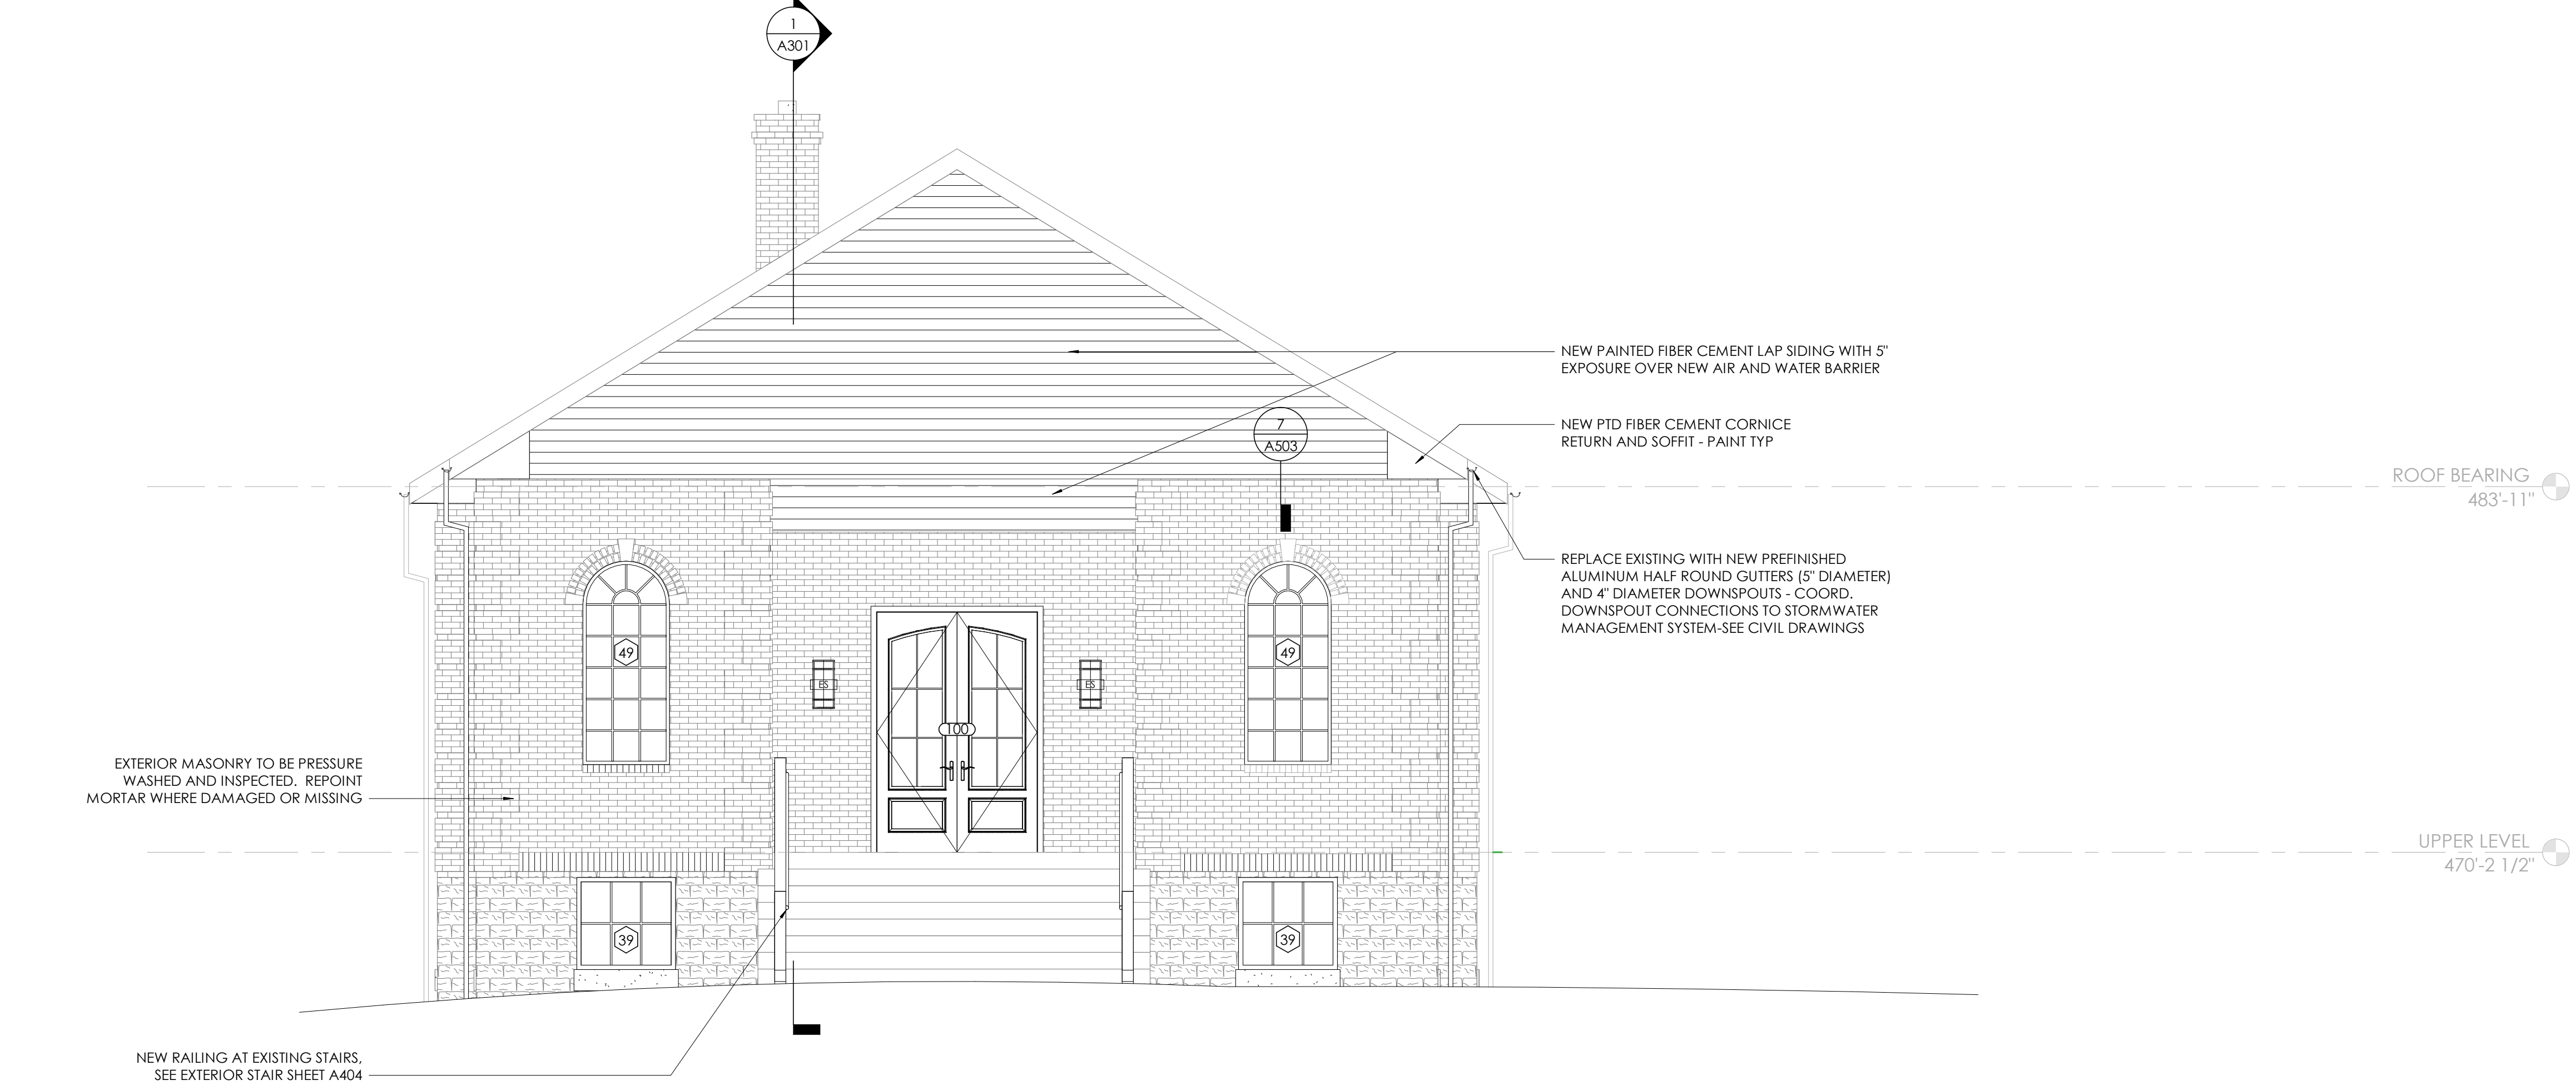 1
A301
NEW PAINTED FIBER CEMENT LAP SIDING WITH 5"
EXPOSURE OVER NEW AIR AND WATER BARRIER
7
A503
NEW PTD FIBER CEMENT CORNICE
RETURN AND SOFFIT - PAINT TYP
ROOF BEARING
483'-11"
REPLACE EXISTING WITH NEW PREFINISHED
ALUMINUM HALF ROUND GUTTERS (5" DIAMETER)
AND 4" DIAMETER DOWNSPOUTS - COORD.
DOWNSPOUT CONNECTIONS TO STORMWATER
MANAGEMENT SYSTEM-SEE CIVIL DRAWINGS
49
49
ES
ES
100
EXTERIOR MASONRY TO BE PRESSURE
WASHED AND INSPECTED.  REPOINT
MORTAR WHERE DAMAGED OR MISSING
UPPER LEVEL
470'-2 1/2"
39
39
NEW RAILING AT EXISTING STAIRS,
SEE EXTERIOR STAIR SHEET A404